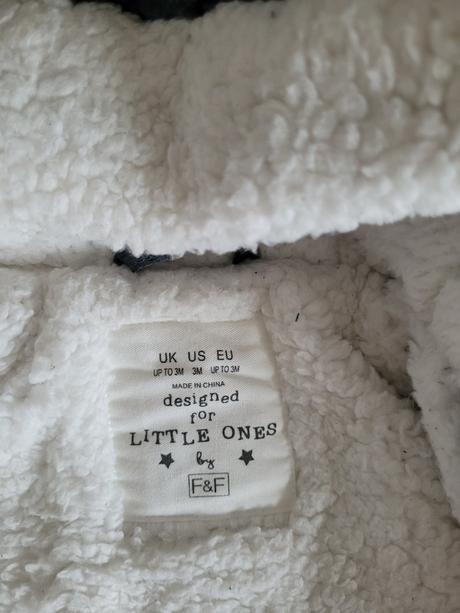 UK US EU
UP TO 3M 3M UP TO 3M
MADE IN CHINA
designed
for
LITTLE ONES
by
F&F